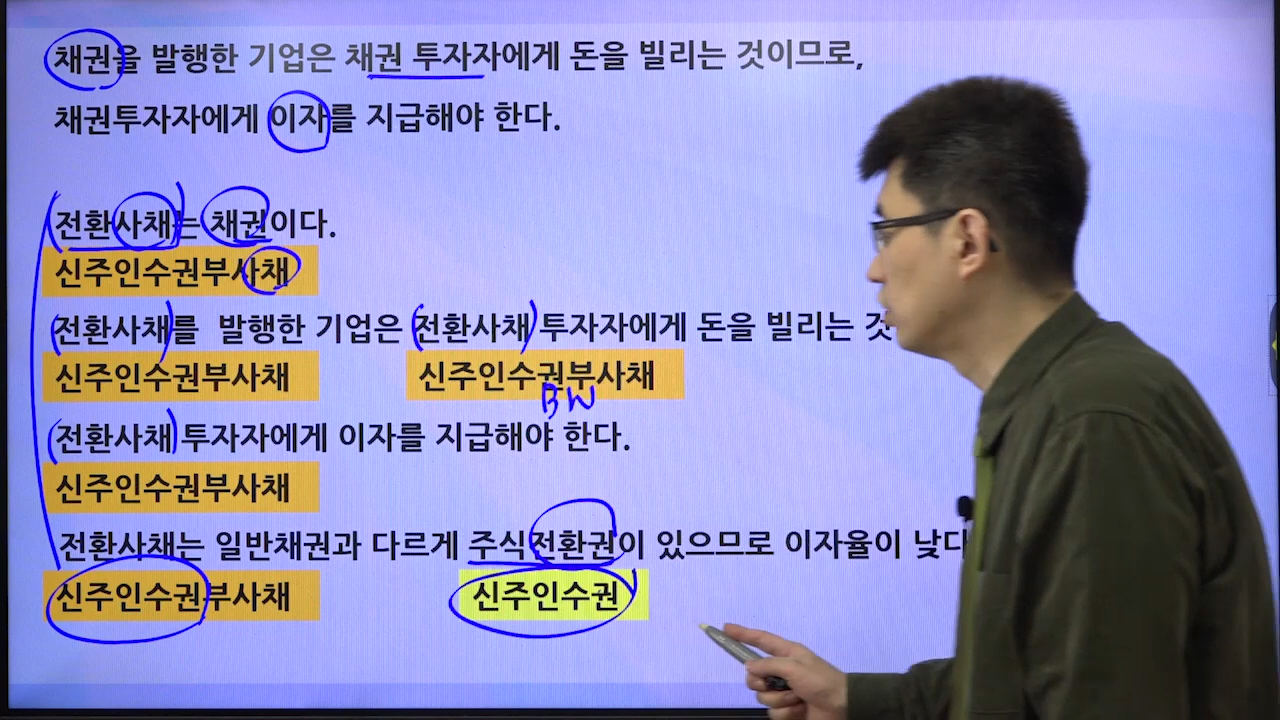 채권을 발행한 기업은 채권 투자자에게 돈을 빌리는 것이므로,
채권투자자에게 이자를 지급해야 한다.
전환사채는 채권이다.
신주인수권부사채
전환사채를 발행한 기업은 전환사채 투자자에게 돈을 빌리는 것
신주인수권부사채 신주인수권부사채
BW
전환사채 투자자에게 이자를 지급해야 한다.
신주인수권부사채
전환사채는 일반채권과 다르게 주식전환권이 있으므로 이자율이 낮다
신주인수권부사채 신주인수권